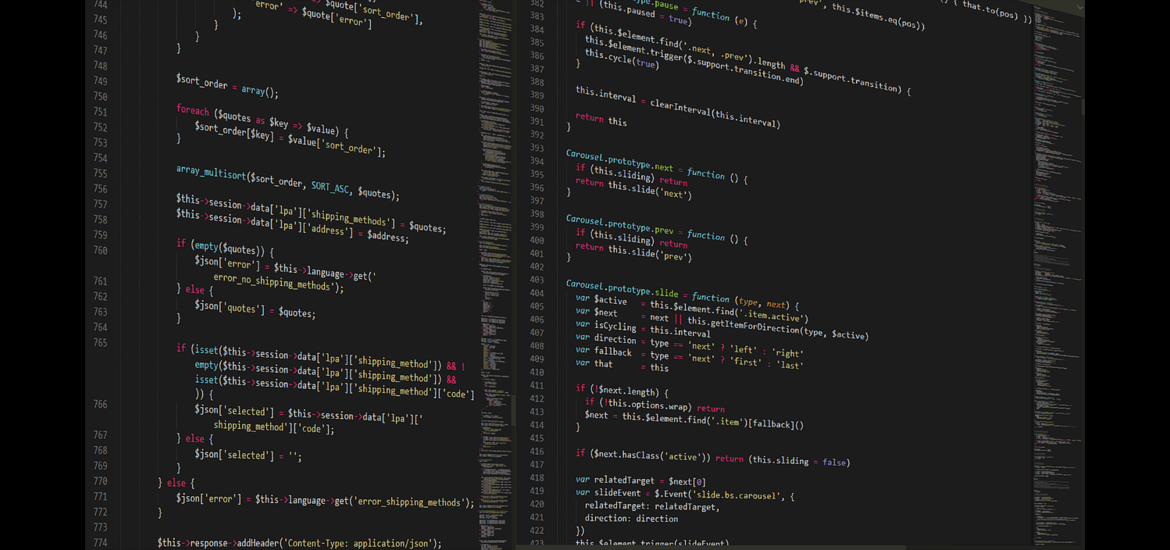 744
745
746
747
748
749
750
751
752
753
754
755
756
757
758
759
760
761
762
763
764
765
766
767
768
769
770
771
772
773
774
error' => $quote['sort_order'],
$quote['error']
);
}
}
}
$sort_order = array();
foreach ($quotes as $key => $value) {
$sort_order[$key] = $value['sort_order'];
}
array_multisort($sort_order, SORT_ASC, $quotes);
$this->session->data['lpa']['shipping_methods'] = $quotes;
$this->session->data['lpa']['address'] = $address;
if (empty($quotes)) {
$json['error'] = $this->language->get('
error_no_shipping_methods');
} else {
$json['quotes'] = $quotes;
}
if (isset($this->session->data['lpa']['shipping_method']) && !
empty($this->session->data['lpa']['shipping_method']) &&
isset($this->session->data['lpa']['shipping_method']['code']
)) {
$json['selected'] = $this->session->data['lpa']['
shipping_method']['code'];
} else {
$json['selected'] = '';
}
} else {
$json['error'] = $this->language->get('error_shipping_methods');
}
$this->response->addHeader('Content-Type: application/json');
382
383
384
385
386
387
388
389
390
391
392
393
394
395
396
397
398
399
400
401
402
403
404
405
406
407
408
409
410
411
412
413
414
415
416
417
418
419
420
421
422
423
prev', this.$items.eq(pos))
{ that.to(pos) })
.pause = function (e) {
|| (this.paused = true)
if (this.$element.find('.next, .prev').length && $.support.transition) {
this.$element.trigger($.support.transition.end)
this.cycle(true)
}
this.interval = clearInterval(this.interval)
return this
}
Carousel.prototype.next = function () {
if (this.sliding) return
return this.slide('next')
}
Carousel.prototype.prev = function () {
if (this.sliding) return
return this.slide('prev')
}
Carousel.prototype.slide = function (type, next) {
var $active = this.$element.find('.item.active')
var $next = next || this.getItemForDirection(type, $active)
var isCycling = this.interval
var direction = type == 'next' ? 'left' : 'right'
var fallback = type == 'next' ? 'first' : 'last'
var that = this
if (!$next.length) {
if (!this.options.wrap) return
$next = this.$element.find('.item')[fallback]()
}
if ($next.hasClass('active')) return (this.sliding = false)
var relatedTarget = $next[0]
var slideEvent = $.Event('slide.bs.carousel', {
relatedTarget: relatedTarget,
direction: direction
})
this.$element.trigger(slideEvent)